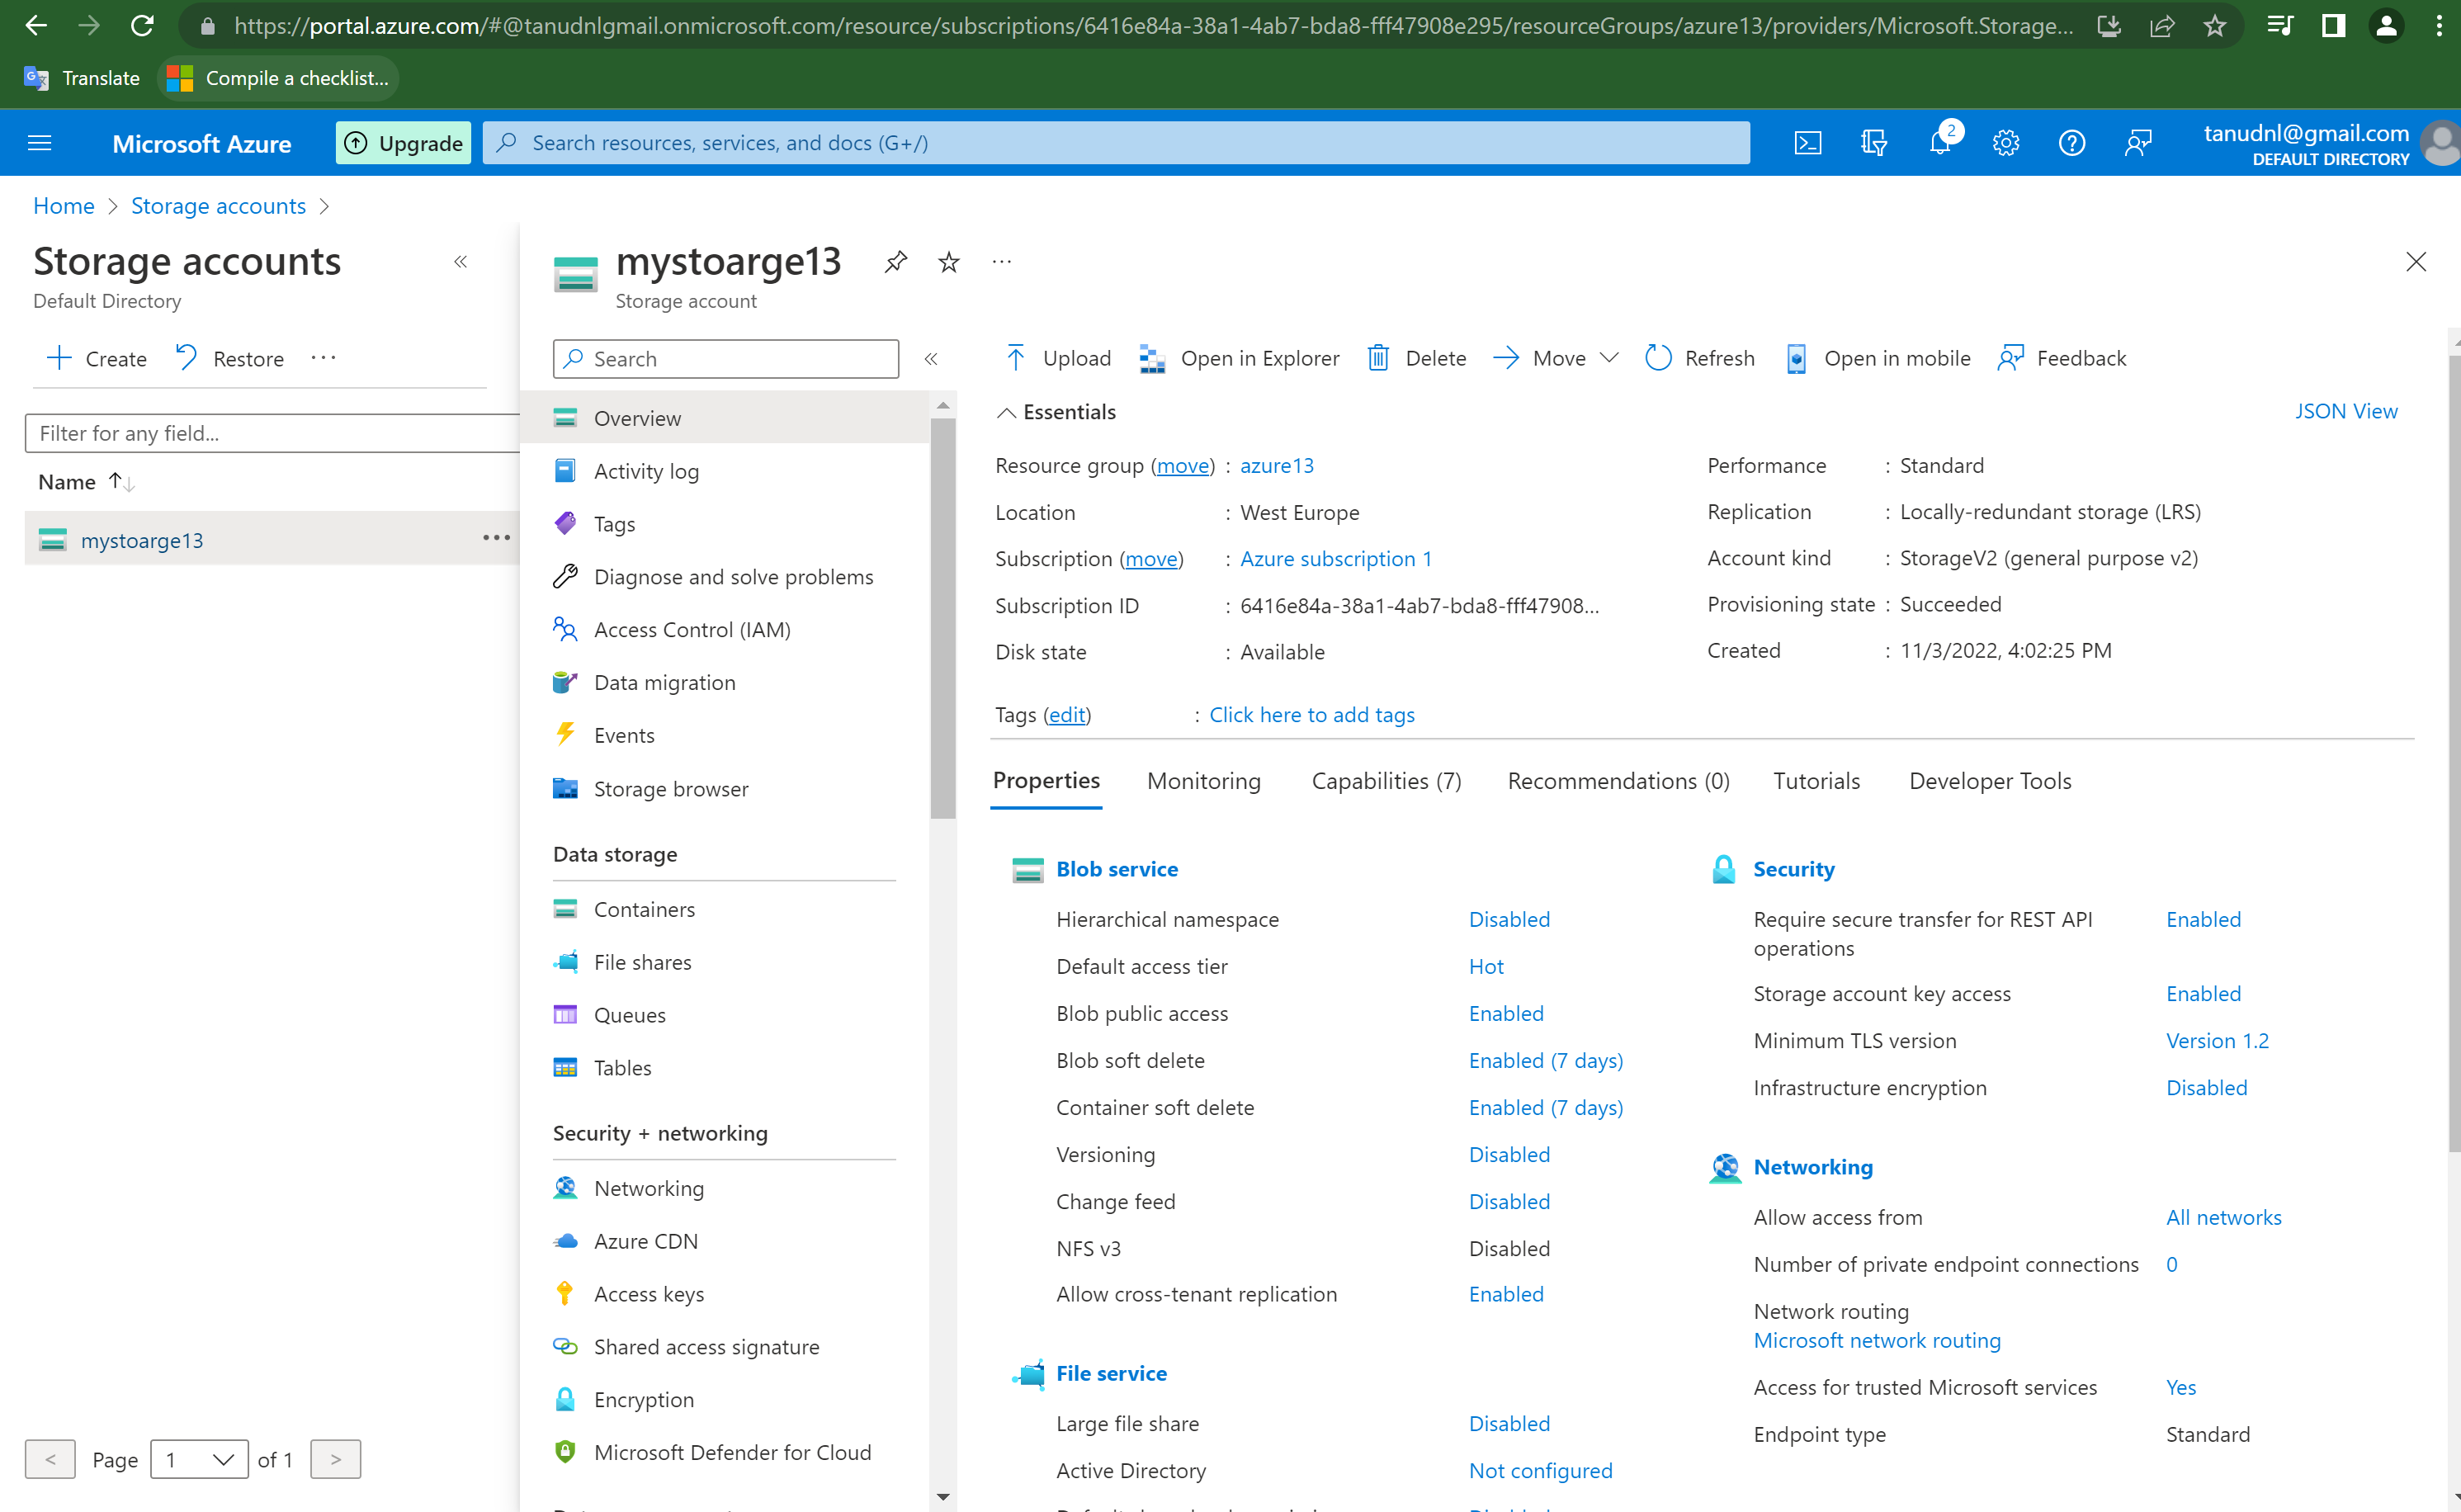 https://portal.azure.com/#@tanudnlgmail.onmicrosoft.com/resource/subscriptions/6416e84a-38a1-4ab7-bda8-fff47908e295/resourceGroups/azure13/providers/Microsoft.Storage...
Translate
Compile a checklist...
Microsoft Azure
Upgrade
Search resources, services, and docs (G+/)
2
tanudnl@gmail.com
DEFAULT DIRECTORY
Home > Storage accounts >
Storage accounts
Default Directory
Create
Restore
Filter for any field...
Name
mystoarge13
< Page 1 of 1 >
mystoarge13
Storage account
Search
Overview
Activity log
Tags
Diagnose and solve problems
Access Control (IAM)
Data migration
Events
Storage browser
Data storage
Containers
File shares
Queues
Tables
Security + networking
Networking
Azure CDN
Access keys
Shared access signature
Encryption
Microsoft Defender for Cloud
Upload
Open in Explorer
Delete
Move
Refresh
Open in mobile
Feedback
Essentials
JSON View
Resource group (move) : azure13
Location : West Europe
Subscription (move) : Azure subscription 1
Subscription ID : 6416e84a-38a1-4ab7-bda8-fff47908...
Disk state : Available
Performance : Standard
Replication : Locally-redundant storage (LRS)
Account kind : StorageV2 (general purpose v2)
Provisioning state : Succeeded
Created : 11/3/2022, 4:02:25 PM
Tags (edit) : Click here to add tags
Properties
Monitoring
Capabilities (7)
Recommendations (0)
Tutorials
Developer Tools
Blob service
Hierarchical namespace Disabled
Default access tier Hot
Blob public access Enabled
Blob soft delete Enabled (7 days)
Container soft delete Enabled (7 days)
Versioning Disabled
Change feed Disabled
NFS v3 Disabled
Allow cross-tenant replication Enabled
File service
Large file share Disabled
Active Directory Not configured
Security
Require secure transfer for REST API Enabled
operations
Storage account key access Enabled
Minimum TLS version Version 1.2
Infrastructure encryption Disabled
Networking
Allow access from All networks
Number of private endpoint connections 0
Network routing
Microsoft network routing
Access for trusted Microsoft services Yes
Endpoint type Standard